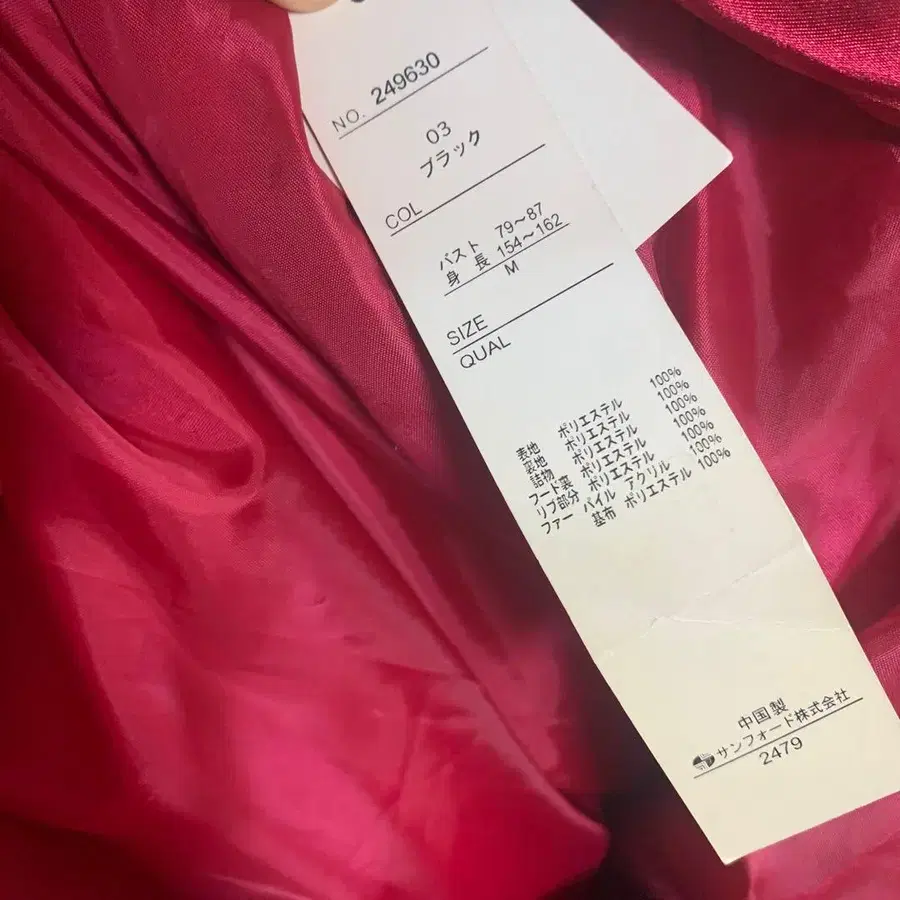 NO. 249630
03
ブラック
COL
バスト 79〜87
身 長 154〜162
M
SIZE
QUAL
表地 ポリエステル 100%
裏地 ポリエステル 100%
詰物 ポリエステル 100%
フード裏 ポリエステル 100%
リブ部分 ポリエステル 100%
ファー パイル アクリル 100%
基布 ポリエステル 100%
中国製
サンフォード株式会社
2479